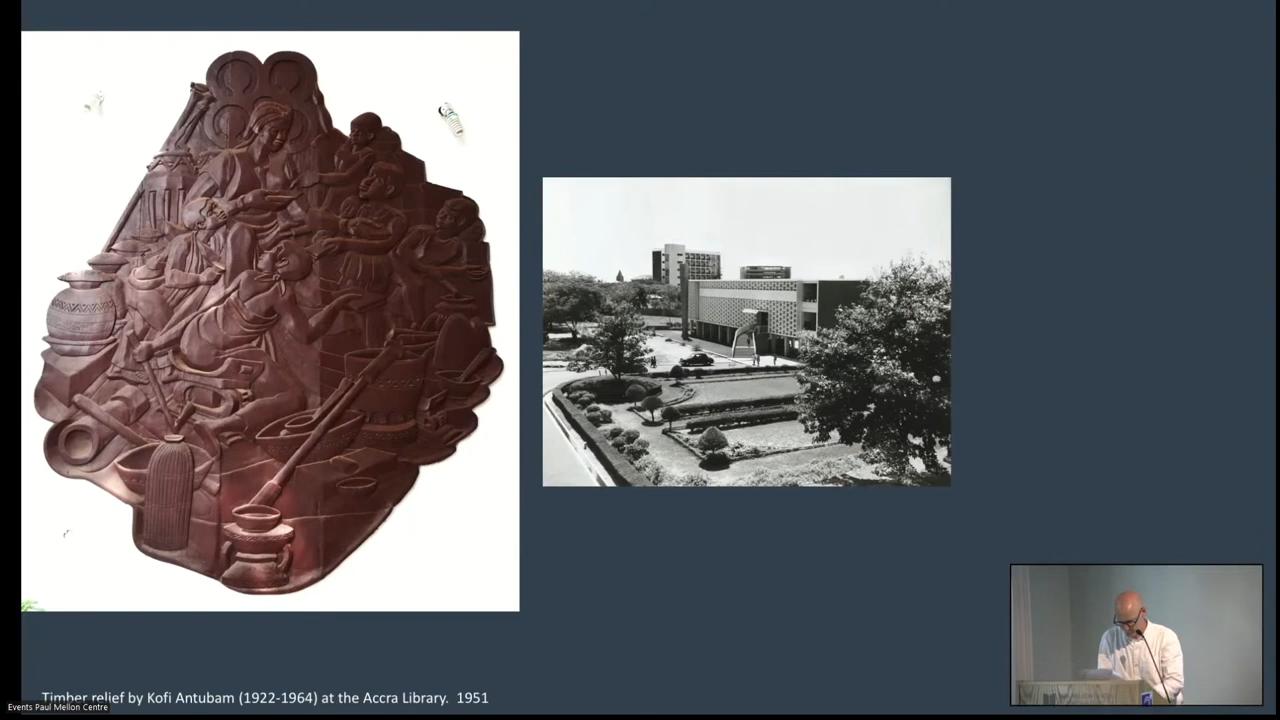 Timber relief by Kofi Antubam (1922-1964) at the Accra Library.  1951
Events Paul Mellon Centre